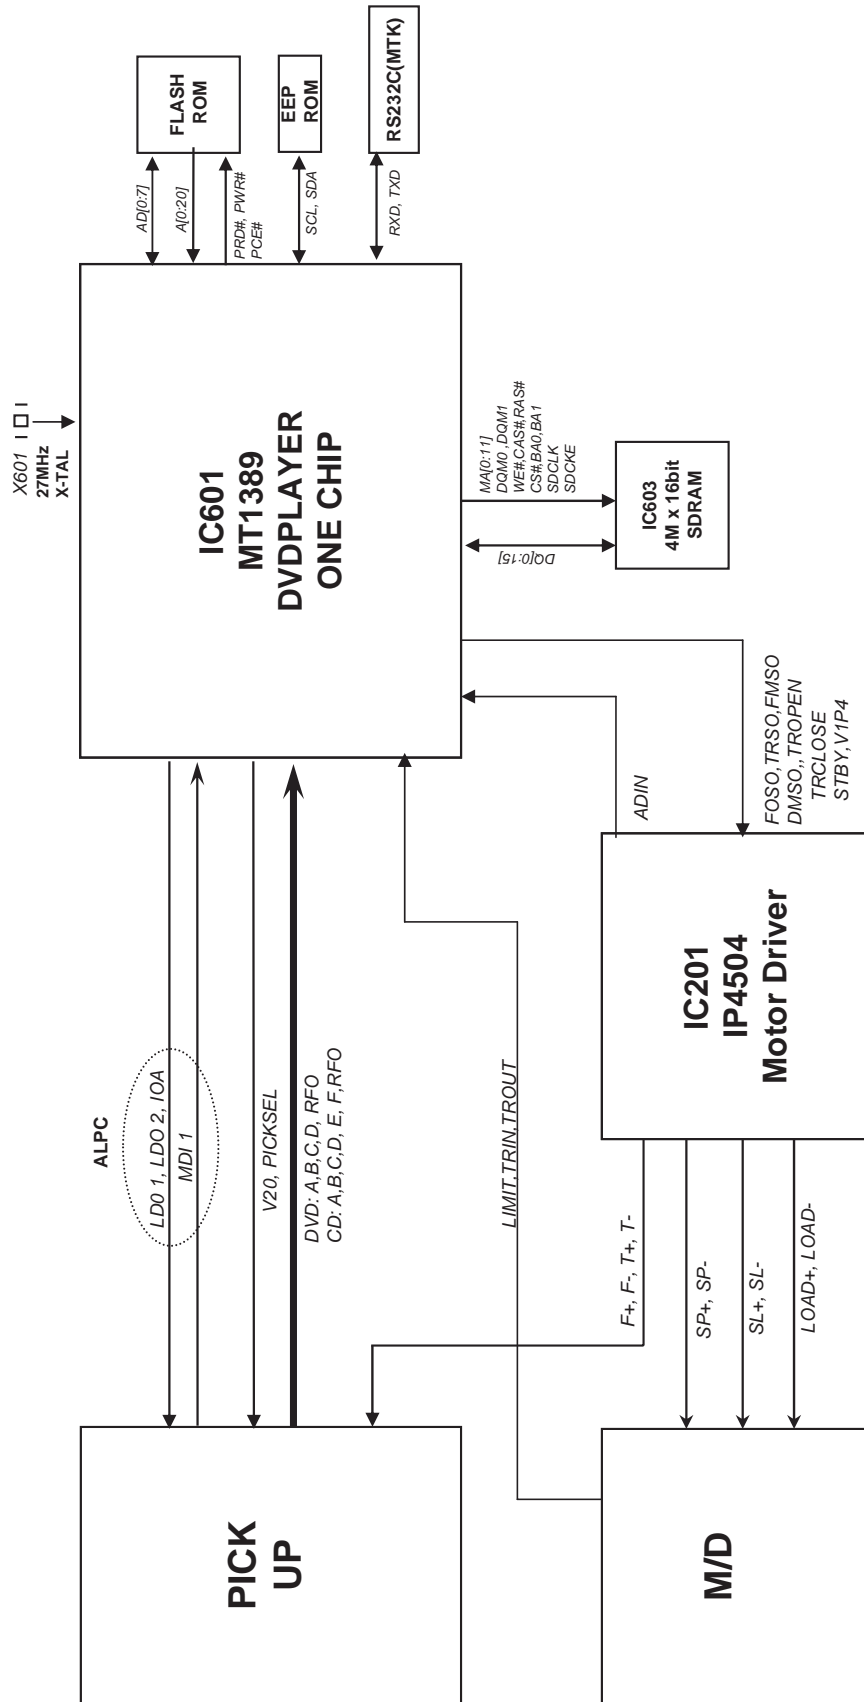 FLASH
ROM
EEP
ROM
RS232C(MTK)
AD[0:7]
A[0:20]
PRD#, PWR#
PCE#
SCL, SDA
RXD, TXD
X601
27MHz
X-TAL
IC601
MT1389
DVDPLAYER
ONE CHIP
MA[0:11]
DQM0 ,DQM1
WE#,CAS#,RAS#
CS#,BA0,BA1
SDCLK
SDCKE
DQ[0:15]
IC603
4M x 16bit
SDRAM
ADIN
FOSO,TRSO,FMSO
DMSO,,TROPEN
TRCLOSE
STBY,V1P4
IC201
IP4504
Motor Driver
ALPC
LD0 1, LDO 2, IOA
MDI 1
V20, PICKSEL
DVD: A,B,C,D, RFO
CD: A,B,C,D, E, F,RFO
LIMIT,TRIN,TROUT
F+, F-, T+, T-
SP+, SP-
SL+, SL-
LOAD+, LOAD-
PICK
UP
M/D